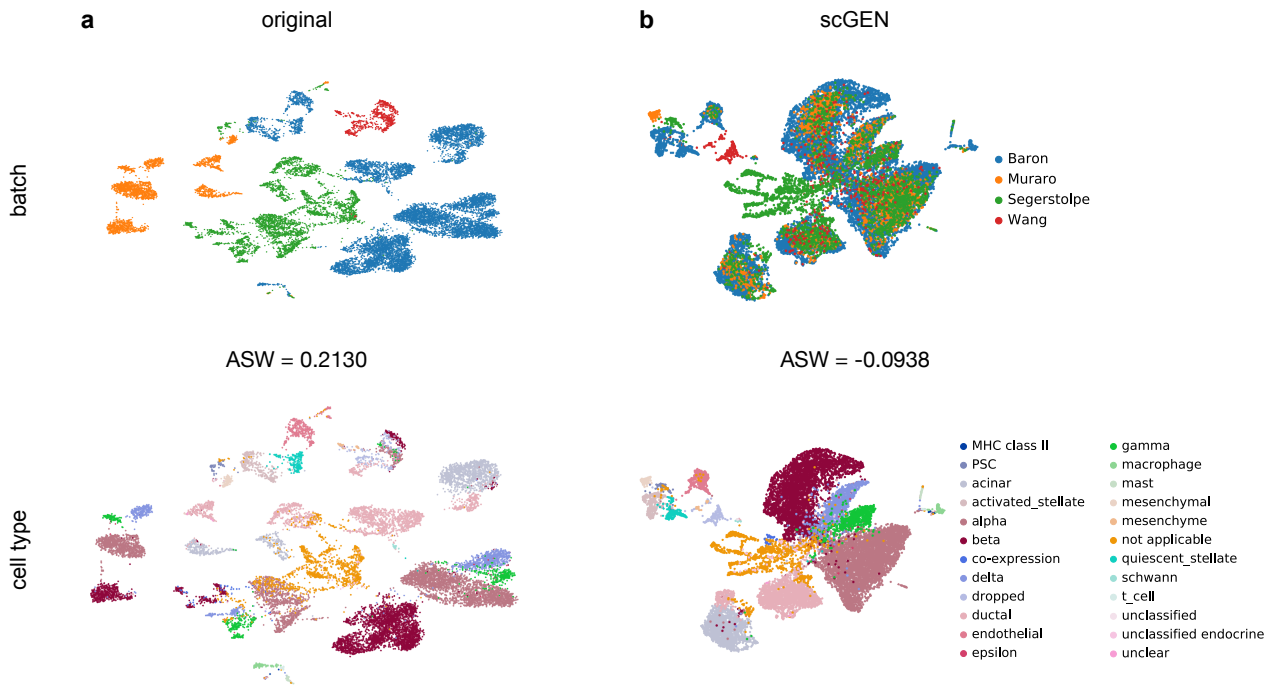 a
original
b
scGEN
batch
Baron
Muraro
Segerstolpe
Wang
ASW = 0.2130
ASW = -0.0938
cell type
MHC class II
PSC
acinar
activated_stellate
alpha
beta
co-expression
delta
dropped
ductal
endothelial
epsilon
gamma
macrophage
mast
mesenchymal
mesenchyme
not applicable
quiescent_stellate
schwann
t_cell
unclassified
unclassified endocrine
unclear